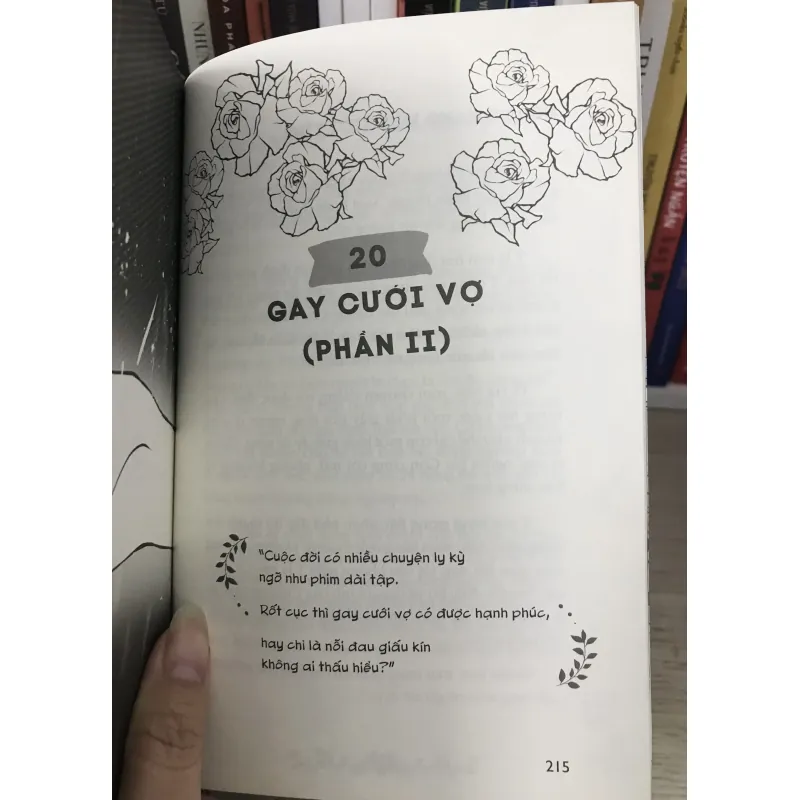 20
GAY CƯỚI VỢ
(PHẦN II)
"Cuộc đời có nhiều chuyện ly kỳ
ngỡ như phim dài tập.
Rốt cục thì gay cưới vợ có được hạnh phúc,
hay chỉ là nỗi đau giấu kín
không ai thấu hiểu?"
215